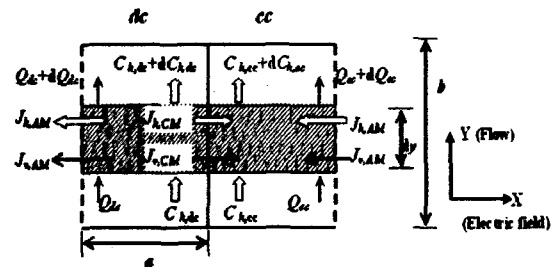 dc cc
Q_dc+dQ_dc C_h,dc+dC_h,dc C_h,cc+dC_h,cc Q_cc+dQ_cc b
J_h,AM J_h,CM J_h,AM dy Y (Flow)
J_v,AM J_v,CM J_v,AM
Q_dc C_h,dc C_h,cc Q_cc X
(Electric field)
a